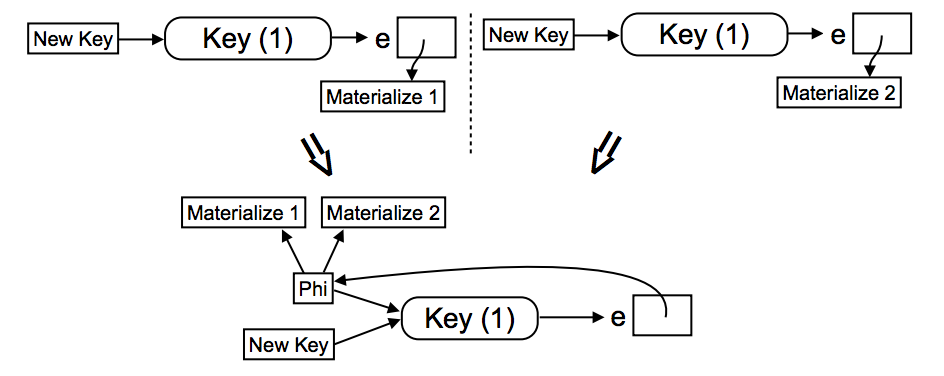 New Key
Key (1)
e
Materialize 1
New Key
Key (1)
e
Materialize 2
Materialize 1
Materialize 2
Phi
Key (1)
e
New Key